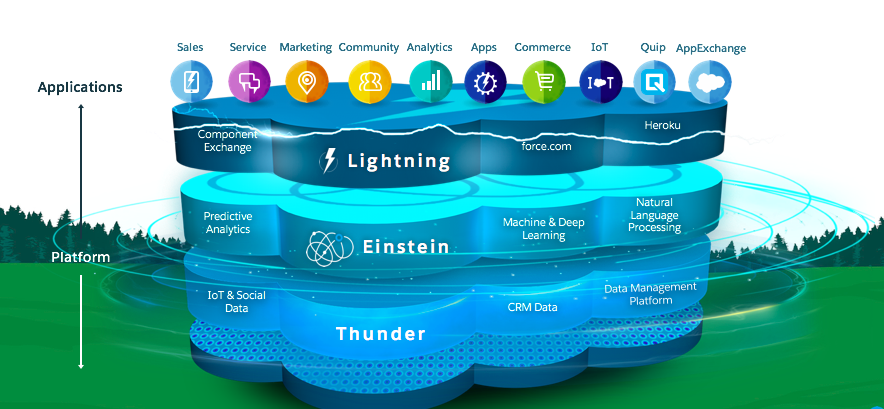 Sales
Service
Marketing
Community
Analytics
Apps
Commerce
IoT
Quip
AppExchange
Applications
IoT
Component
Exchange
Lightning
force.com
Heroku
Predictive
Analytics
Einstein
Machine & Deep
Learning
Natural
Language
Processing
Platform
IoT & Social
Data
Thunder
CRM Data
Data Management
Platform